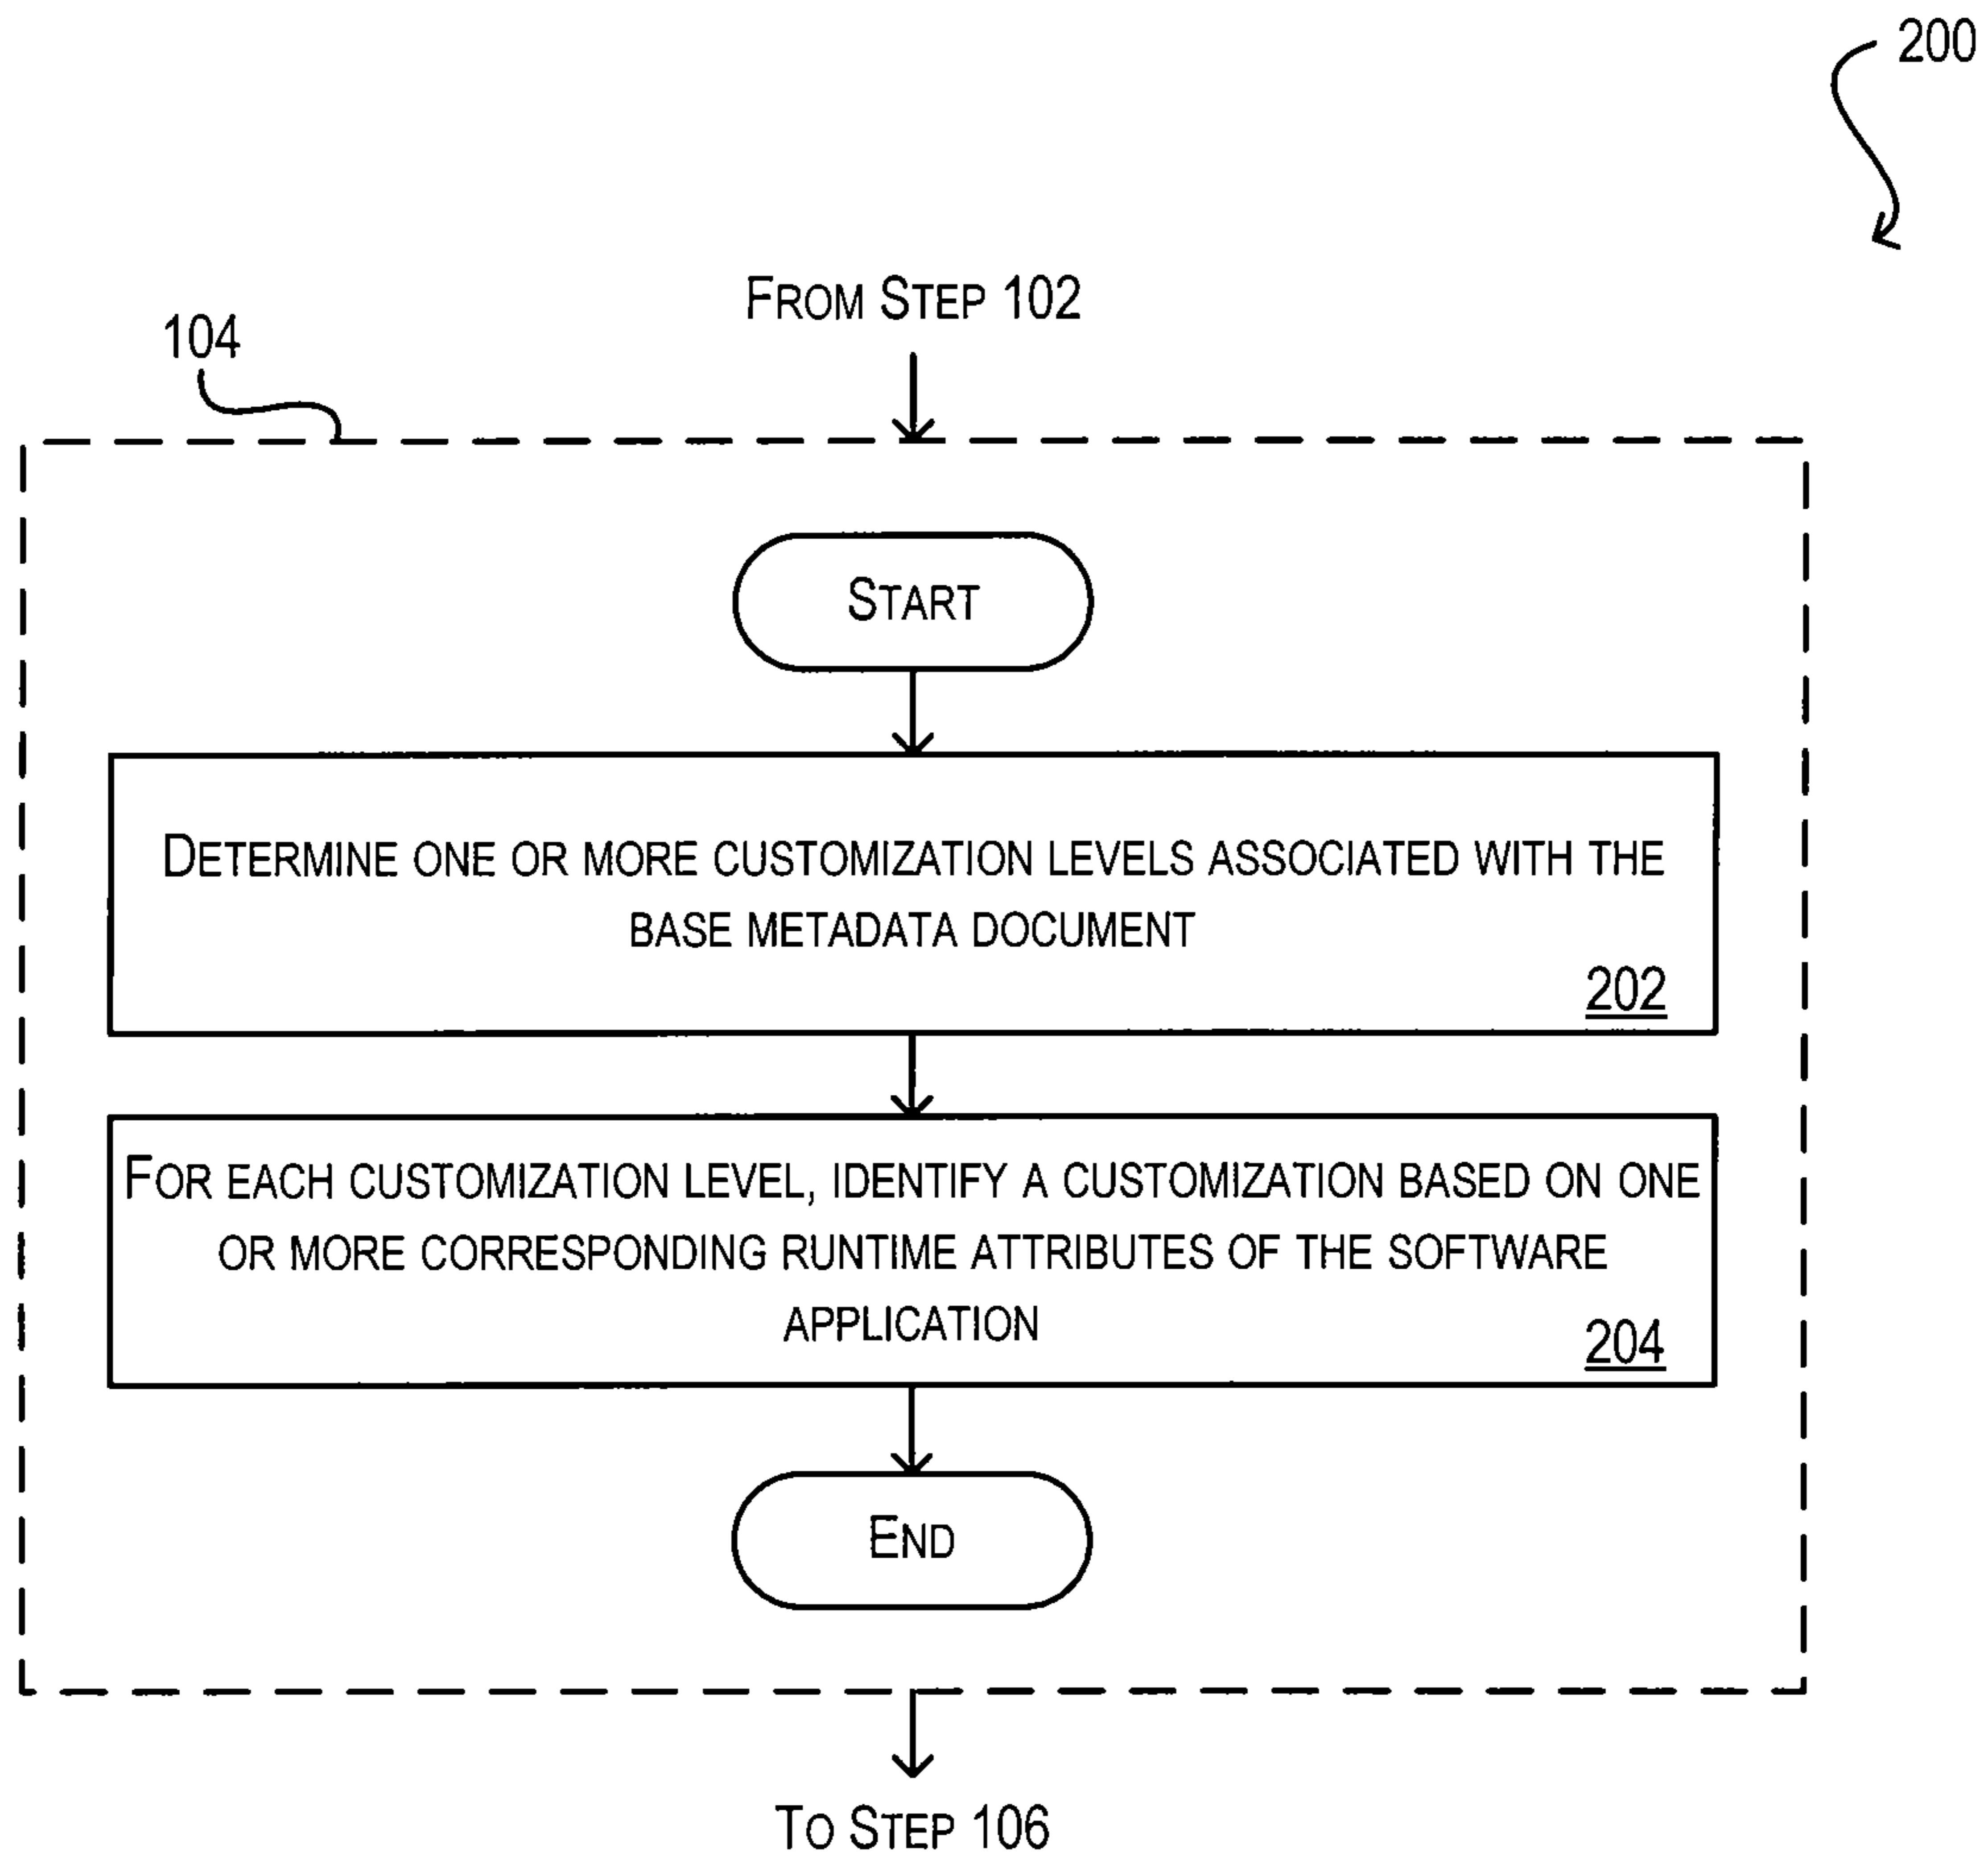 200
FROM STEP 102
104
START
DETERMINE ONE OR MORE CUSTOMIZATION LEVELS ASSOCIATED WITH THE
BASE METADATA DOCUMENT
202
FOR EACH CUSTOMIZATION LEVEL, IDENTIFY A CUSTOMIZATION BASED ON ONE
OR MORE CORRESPONDING RUNTIME ATTRIBUTES OF THE SOFTWARE
APPLICATION
204
END
TO STEP 106